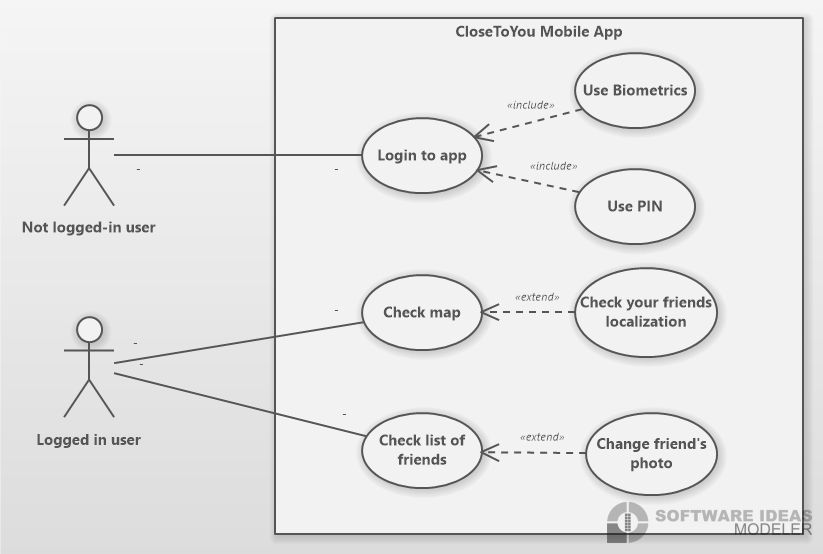 CloseToYou Mobile App
Use Biometrics
«include»
Login to app
«include»
Use PIN
Not logged-in user
Check map
«extend»
Check your friends
localization
Logged in user
Check list of
friends
«extend»
Change friend's
photo
SOFTWARE IDEAS
MODELER